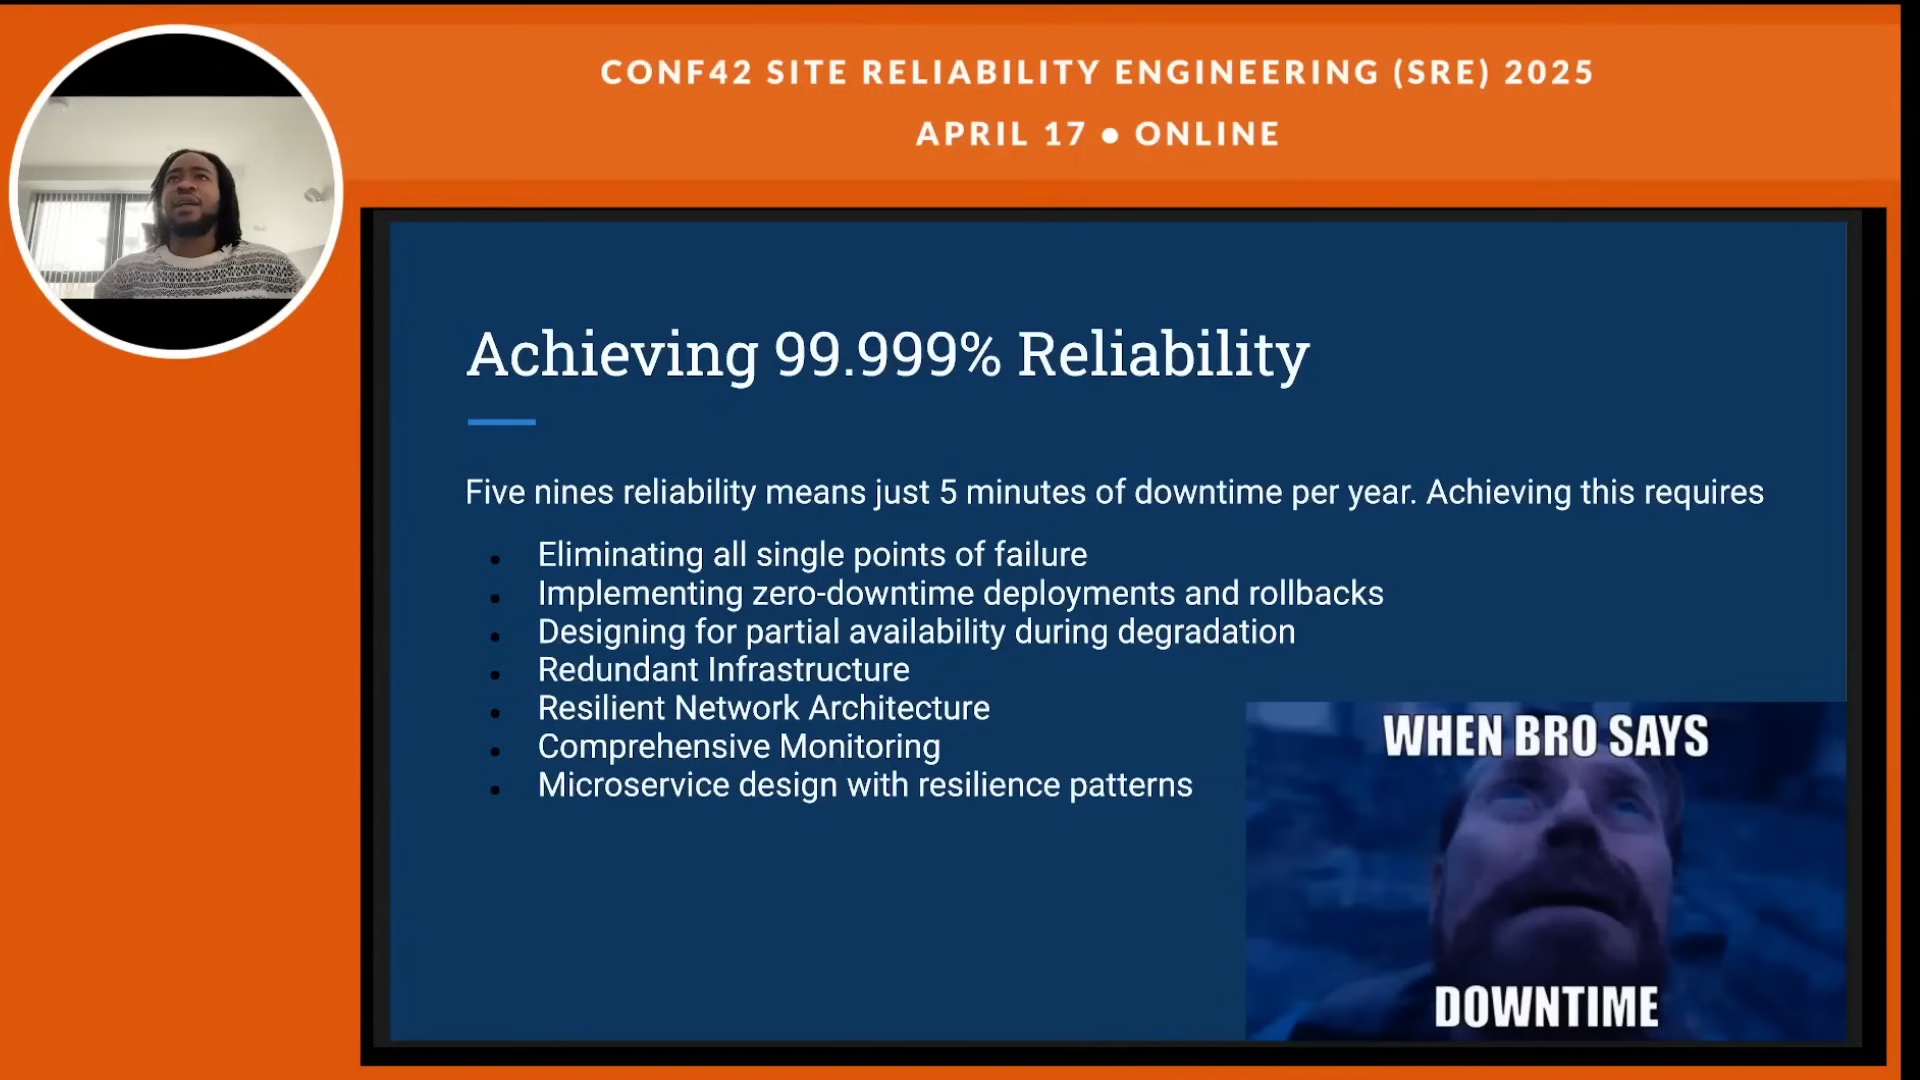 CONF42 SITE RELIABILITY ENGINEERING (SRE) 2025
APRIL 17 ● ONLINE
Achieving 99.999% Reliability
Five nines reliability means just 5 minutes of downtime per year. Achieving this requires
Eliminating all single points of failure
Implementing zero-downtime deployments and rollbacks
Designing for partial availability during degradation
Redundant Infrastructure
Resilient Network Architecture
Comprehensive Monitoring
Microservice design with resilience patterns
WHEN BRO SAYS
DOWNTIME